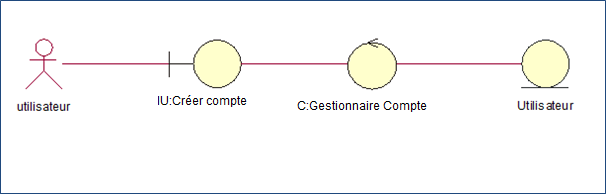 utilisateur
IU:Créer compte
C:Gestionnaire Compte
Utilisateur